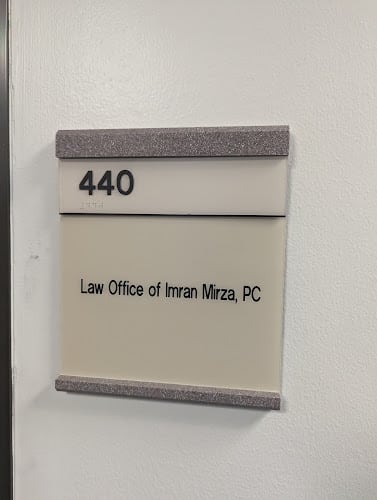 440
Law Office of Imran Mirza, PC